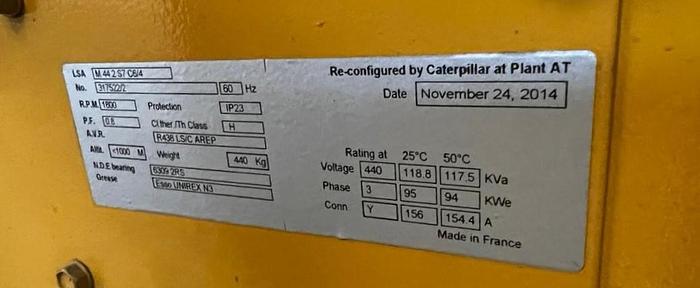 LSA M 44 2 S7 C6/4
No. 317522/2 60 Hz
R.P.M. 1800 Protection IP23
P.F. 0.8 Cl.ther./Th Class H
A.V.R. R438 LS/C AREP
Altit. <1000 M Weight 440 Kg
N.D.E bearing 6309 2RS
Grease Esso UNIREX N3
Re-configured by Caterpillar at Plant AT
Date November 24, 2014
Rating at 25°C 50°C
Voltage 440 118.8 117.5 KVa
Phase 3 95 94 KWe
Conn Y 156 154.4 A
Made in France